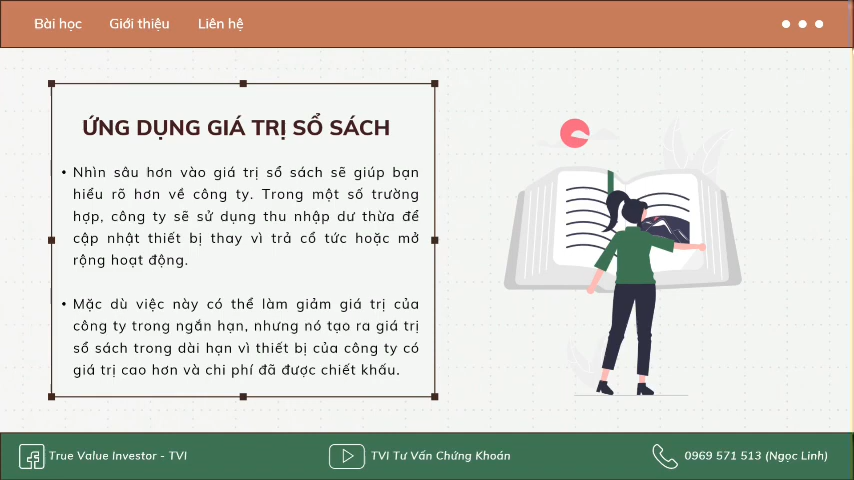 Bài học
Giới thiệu
Liên hệ
ỨNG DỤNG GIÁ TRỊ SỔ SÁCH
• Nhìn sâu hơn vào giá trị sổ sách sẽ giúp bạn
hiểu rõ hơn về công ty. Trong một số trường
hợp, công ty sẽ sử dụng thu nhập dư thừa để
cập nhật thiết bị thay vì trả cổ tức hoặc mở
rộng hoạt động.
• Mặc dù việc này có thể làm giảm giá trị của
công ty trong ngắn hạn, nhưng nó tạo ra giá trị
sổ sách trong dài hạn vì thiết bị của công ty có
giá trị cao hơn và chi phí đã được chiết khấu.
True Value Investor - TVI
TVI Tư Vấn Chứng Khoán
0969 571 513 (Ngọc Linh)